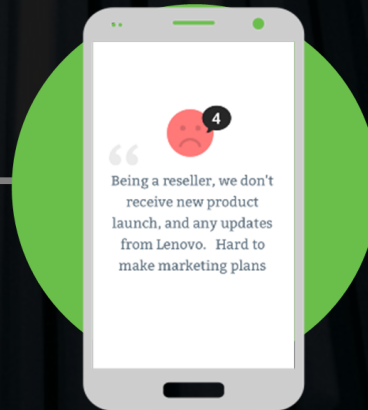 4
“
Being a reseller, we don't
receive new product
launch, and any updates
from Lenovo.   Hard to
make marketing plans